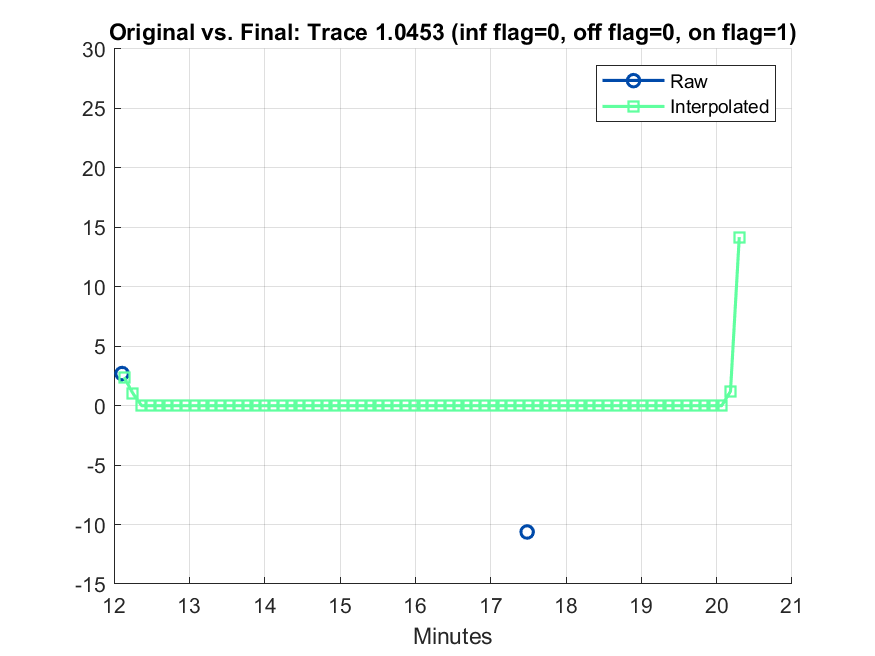 Original vs. Final: Trace 1.0453 (inf flag=0, off flag=0, on flag=1)
30
25
20
15
10
5
0
-5
-10
-15
Raw
Interpolated
12 13 14 15 16 17 18 19 20 21
Minutes